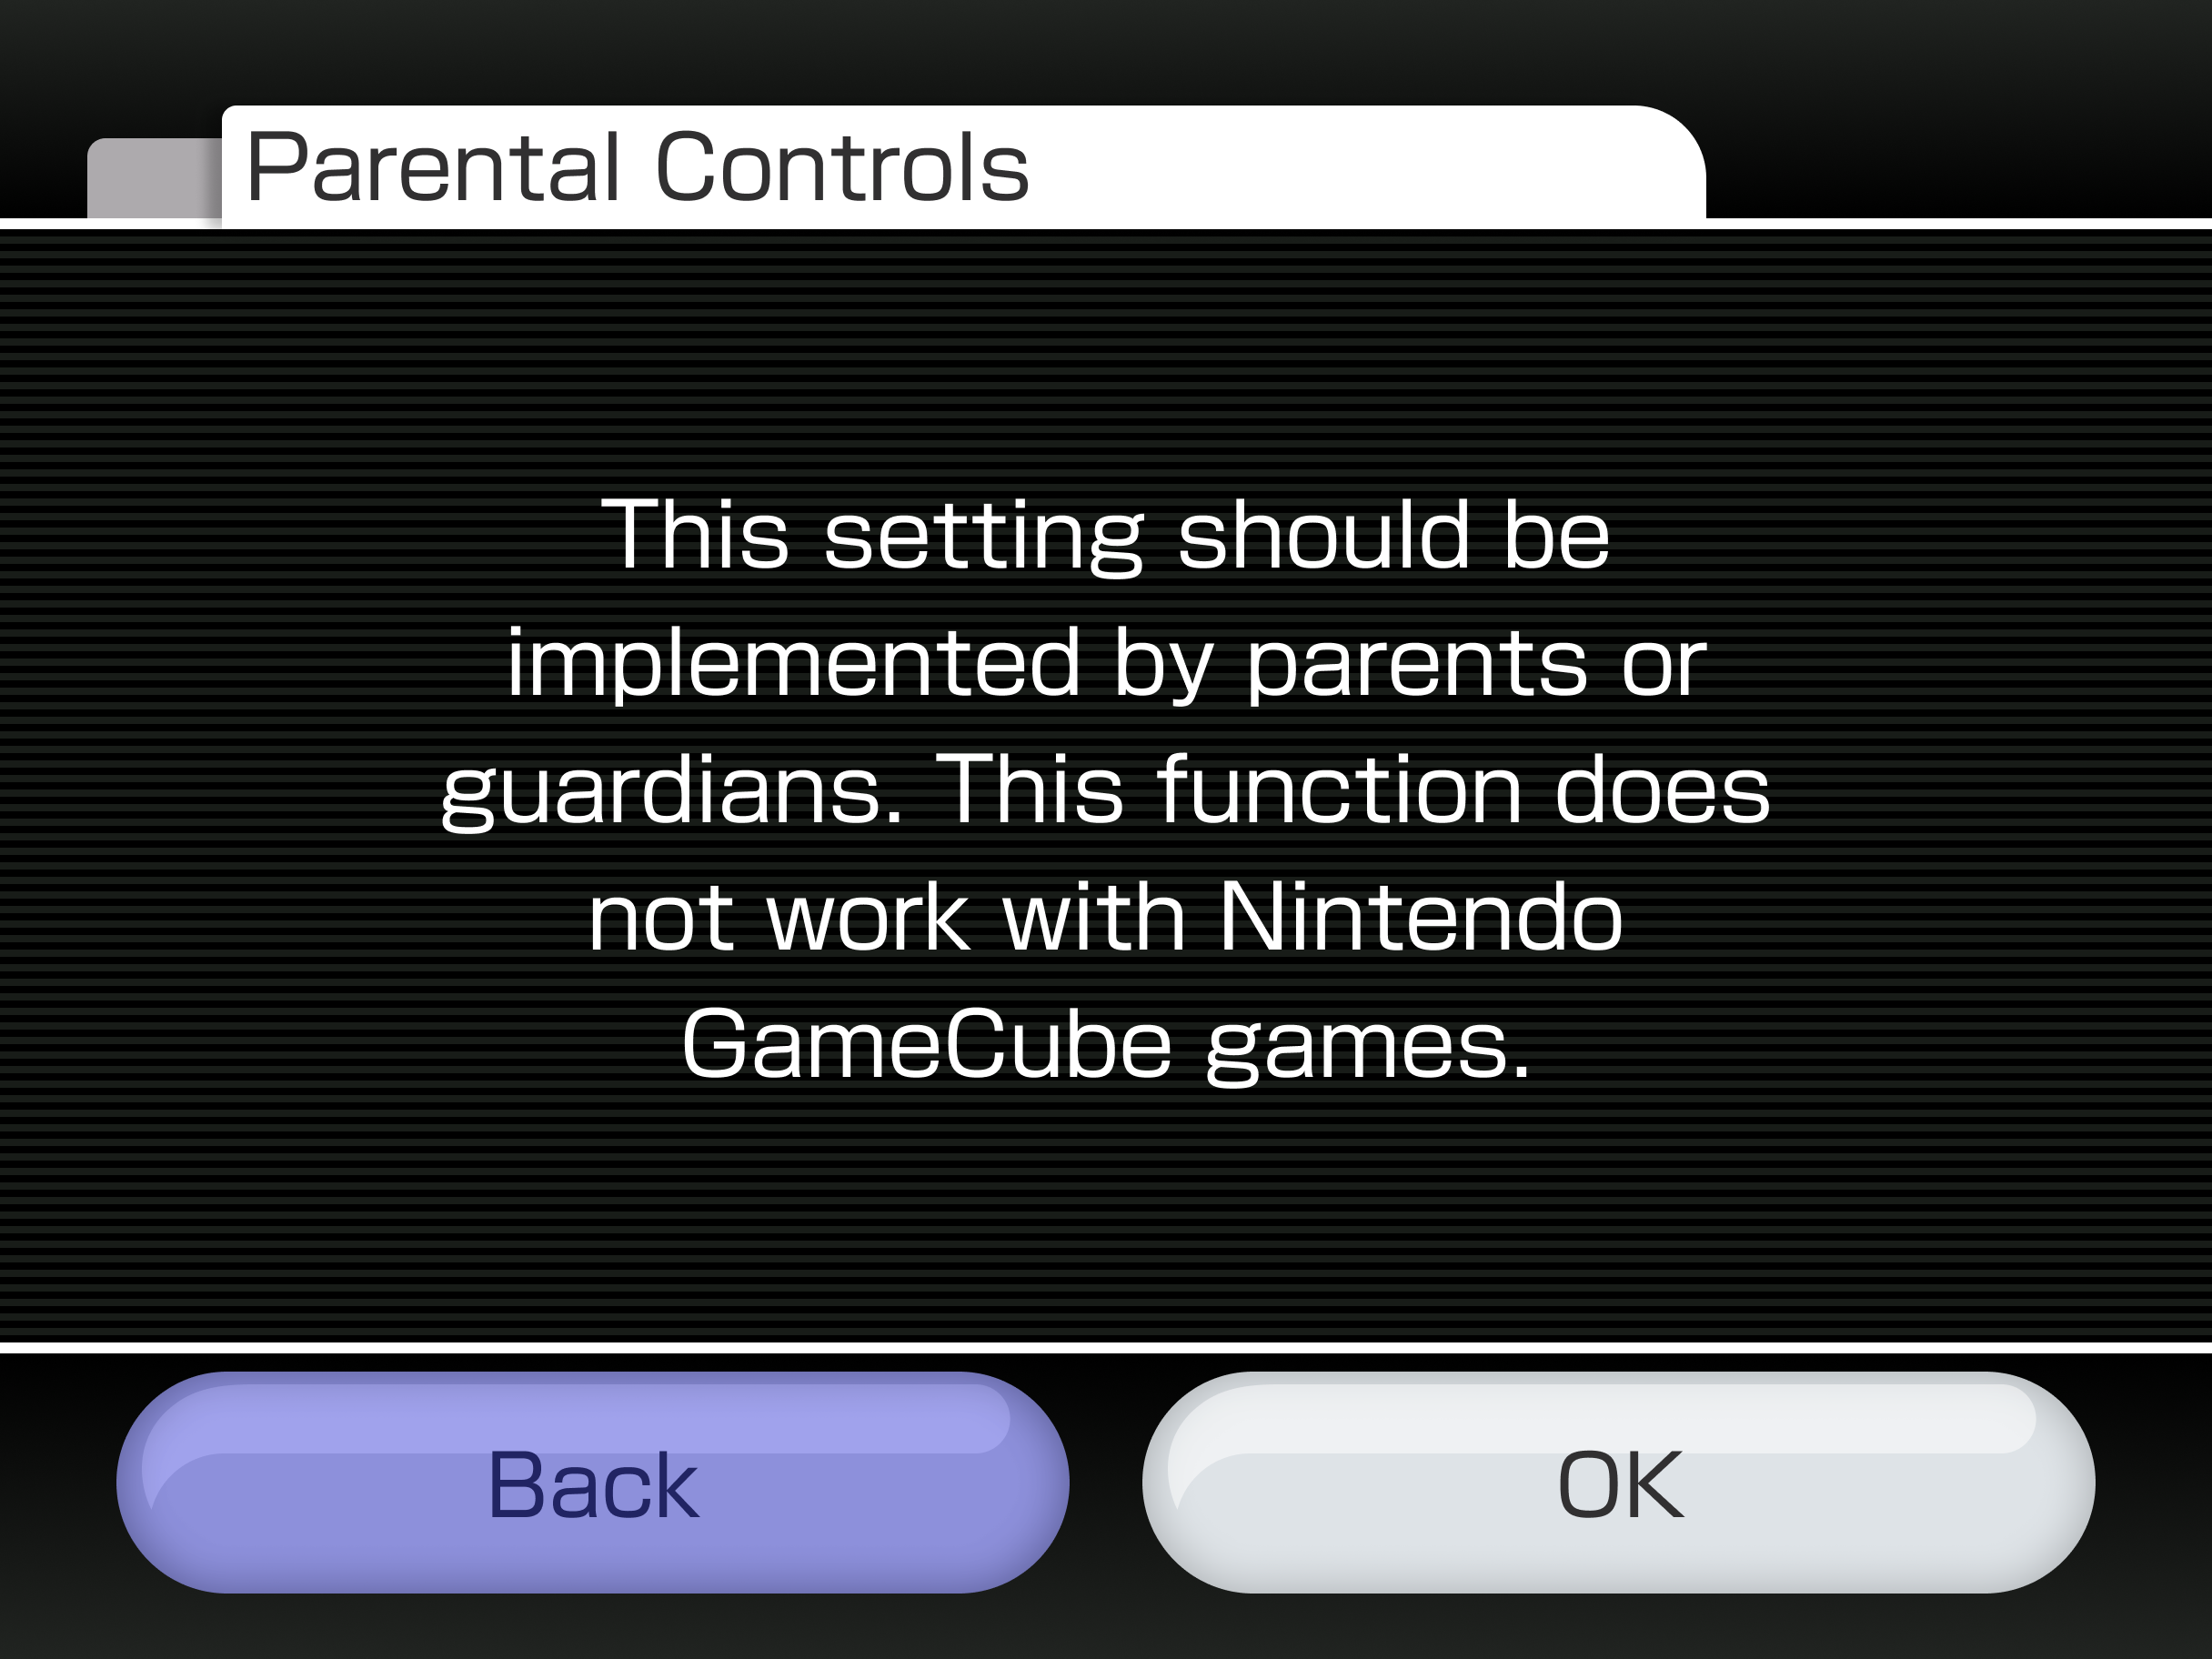 Parental Controls
This setting should be
implemented by parents or
guardians. This function does
not work with Nintendo
GameCube games.
Back
OK